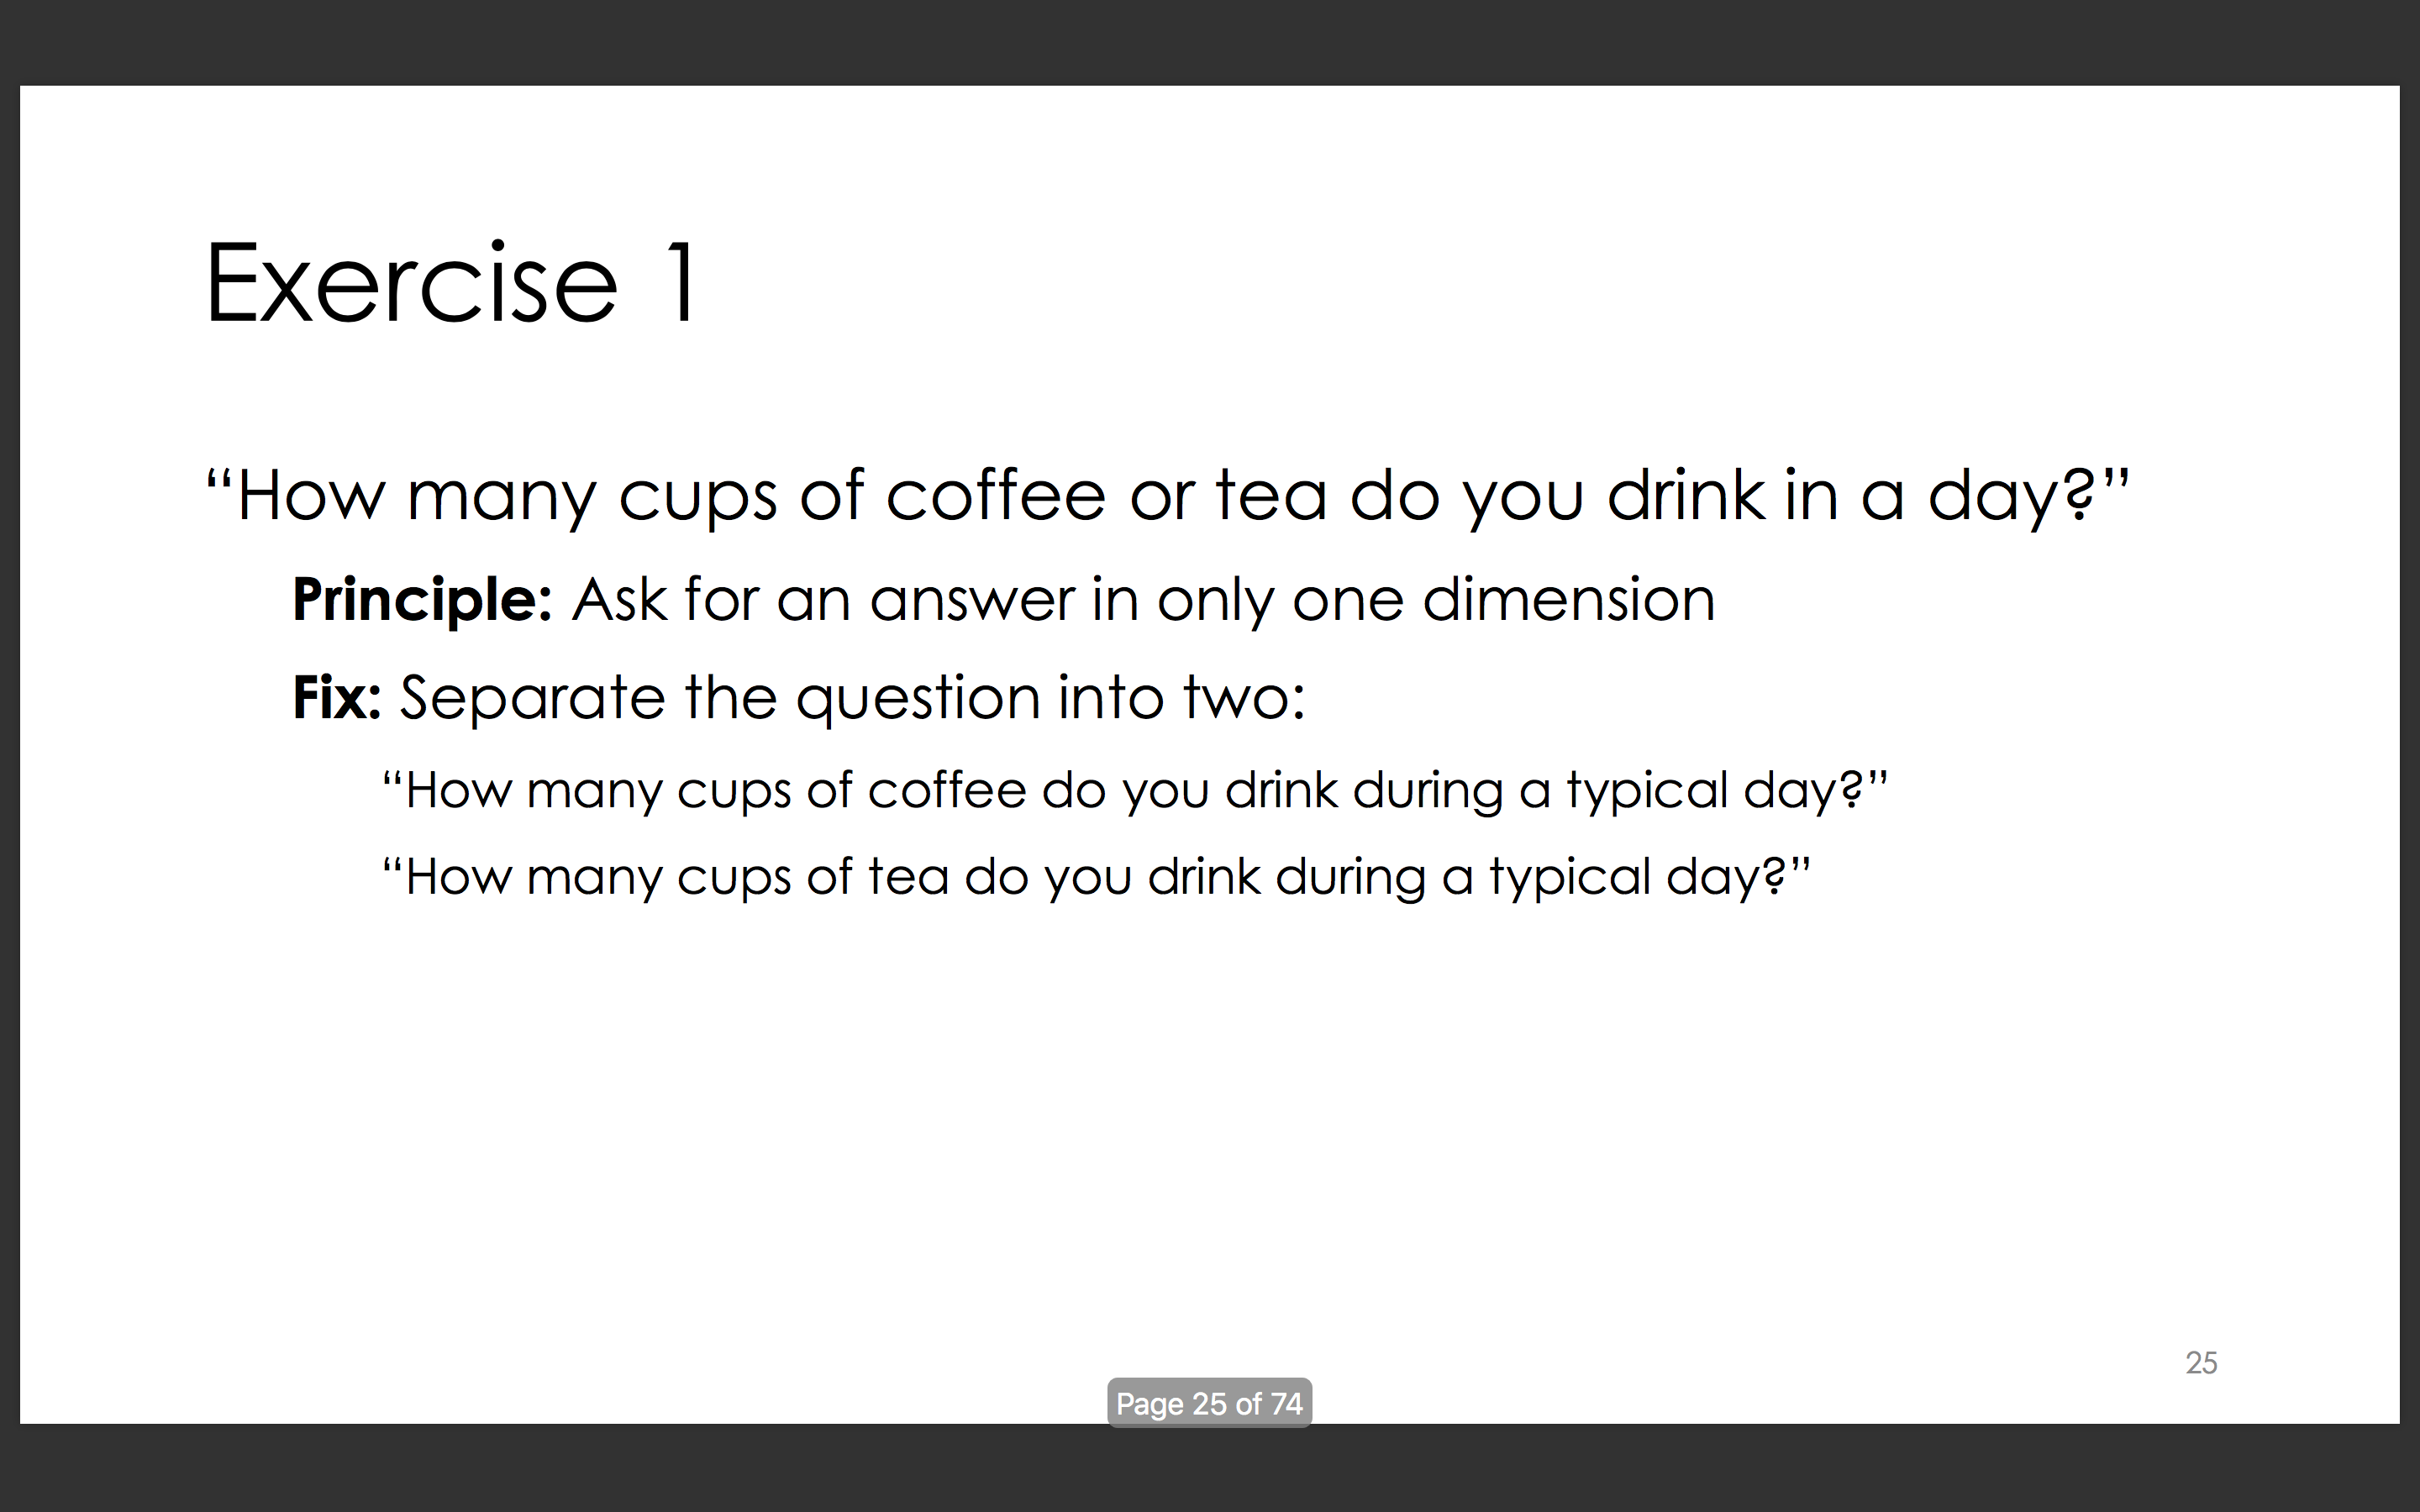 Exercise 1
“How many cups of coffee or tea do you drink in a day?”
Principle: Ask for an answer in only one dimension
Fix: Separate the question into two:
“How many cups of coffee do you drink during a typical day?”
“How many cups of tea do you drink during a typical day?”
25
Page 25 of 74